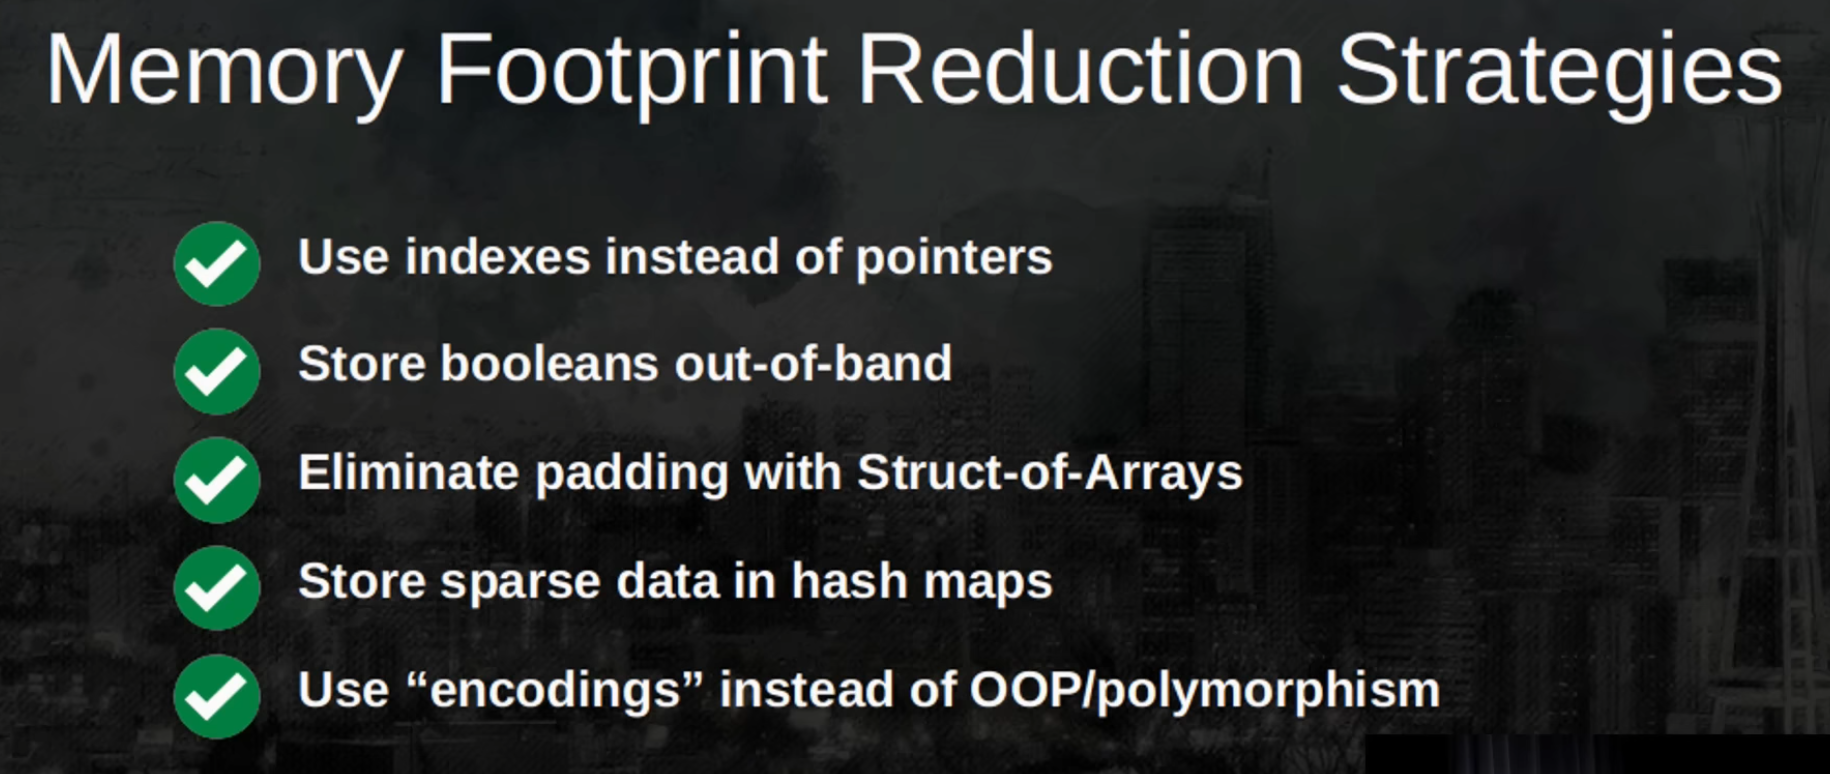 Memory Footprint Reduction Strategies
Use indexes instead of pointers
Store booleans out-of-band
Eliminate padding with Struct-of-Arrays
Store sparse data in hash maps
Use “encodings” instead of OOP/polymorphism